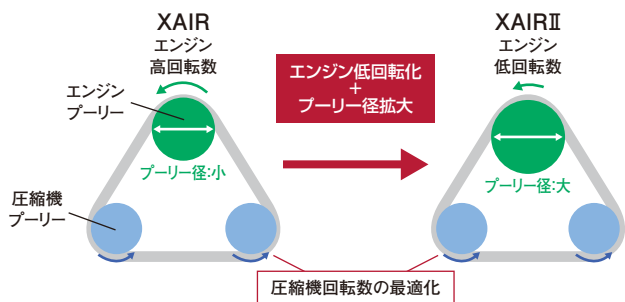 XAIR
エンジン
高回転数
エンジン
プーリー
プーリー径:小
圧縮機
プーリー
エンジン低回転化
+
プーリー径拡大
XAIRⅡ
エンジン
低回転数
プーリー径:大
圧縮機回転数の最適化